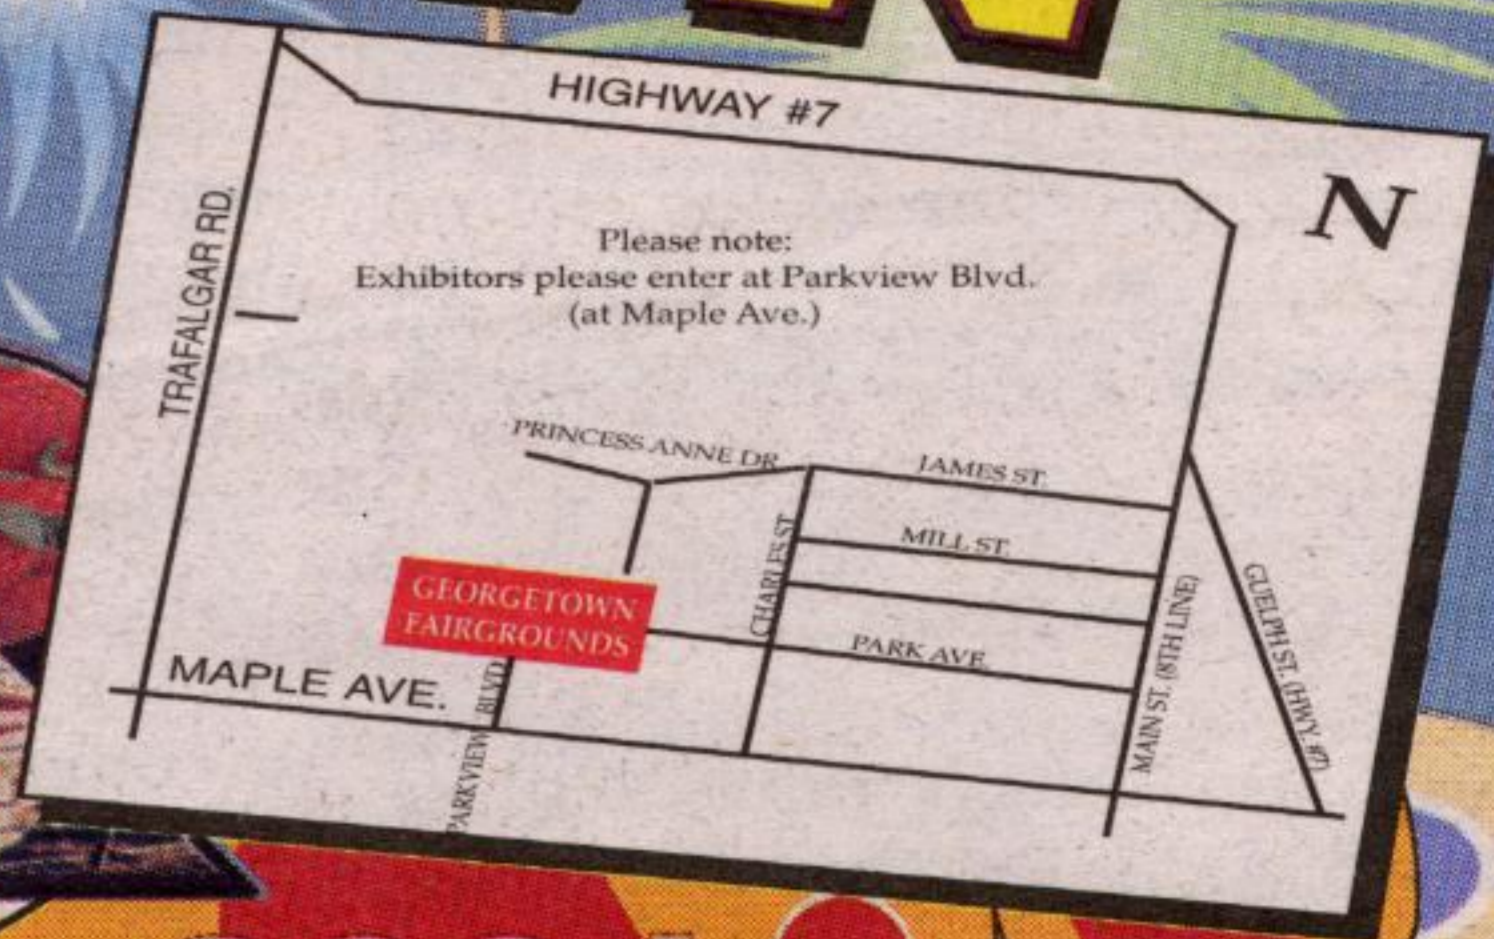 HIGHWAY #7
N
TRAFALGAR RD.
Please note:
Exhibitors please enter at Parkview Blvd.
(at Maple Ave.)
PRINCESS ANNE DR
JAMES ST.
MILL ST.
CHARLES ST
GEORGETOWN
FAIRGROUNDS
PARK AVE.
MAIN ST. (8TH LINE)
GUELPH ST. (HWY. #7)
MAPLE AVE.
PARKVIEW BLVD.